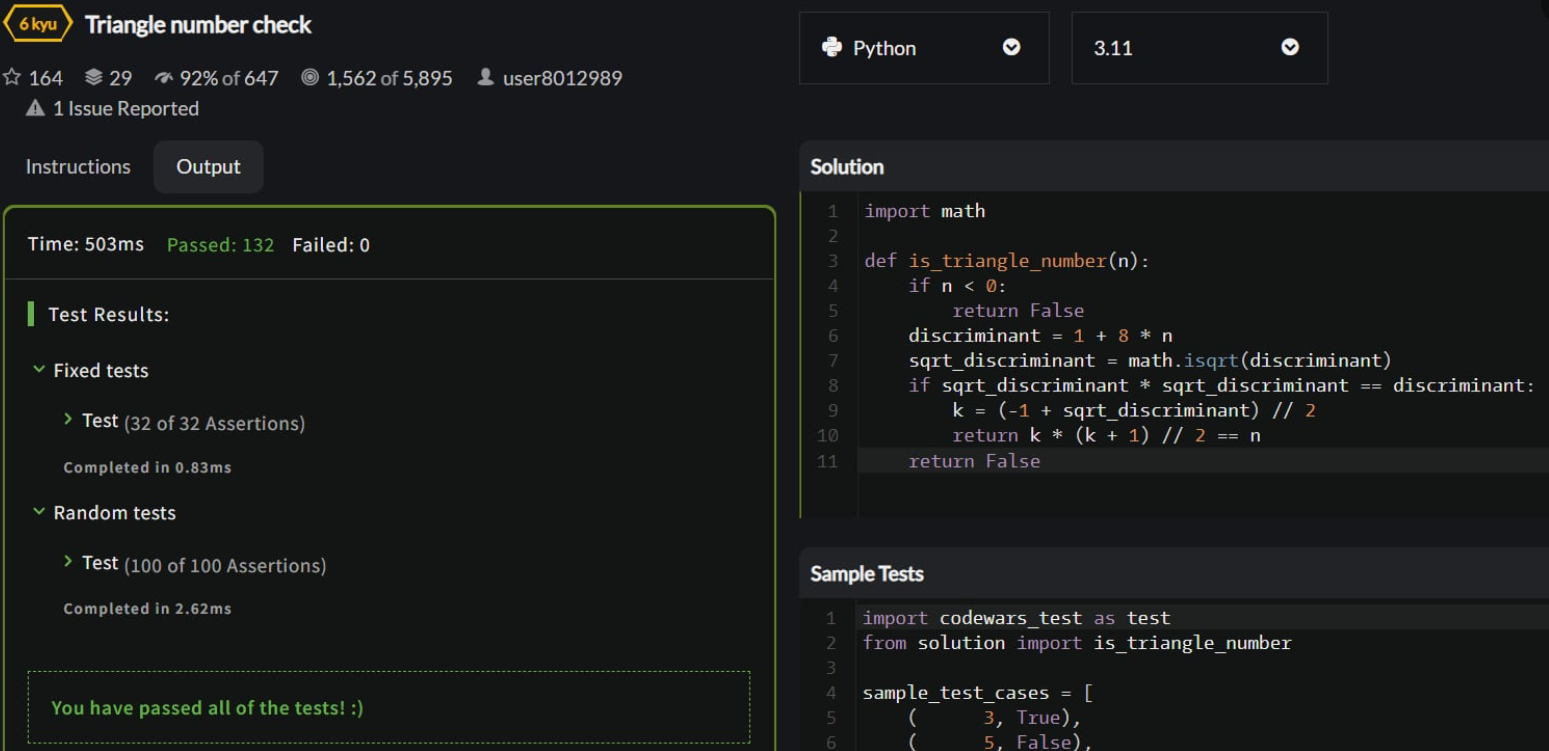 6 kyu Triangle number check
164 29 92% of 647 1,562 of 5,895 user8012989
1 Issue Reported
Instructions Output
Time: 503ms Passed: 132 Failed: 0
Test Results:
Fixed tests
Test (32 of 32 Assertions)
Completed in 0.83ms
Random tests
Test (100 of 100 Assertions)
Completed in 2.62ms
You have passed all of the tests! :)
Python 3.11
Solution
1 import math
2
3 def is_triangle_number(n):
4     if n < 0:
5         return False
6     discriminant = 1 + 8 * n
7     sqrt_discriminant = math.isqrt(discriminant)
8     if sqrt_discriminant * sqrt_discriminant == discriminant:
9         k = (-1 + sqrt_discriminant) // 2
10         return k * (k + 1) // 2 == n
11     return False
Sample Tests
1 import codewars_test as test
2 from solution import is_triangle_number
3
4 sample_test_cases = [
5     (      3, True),
6     (      5, False),